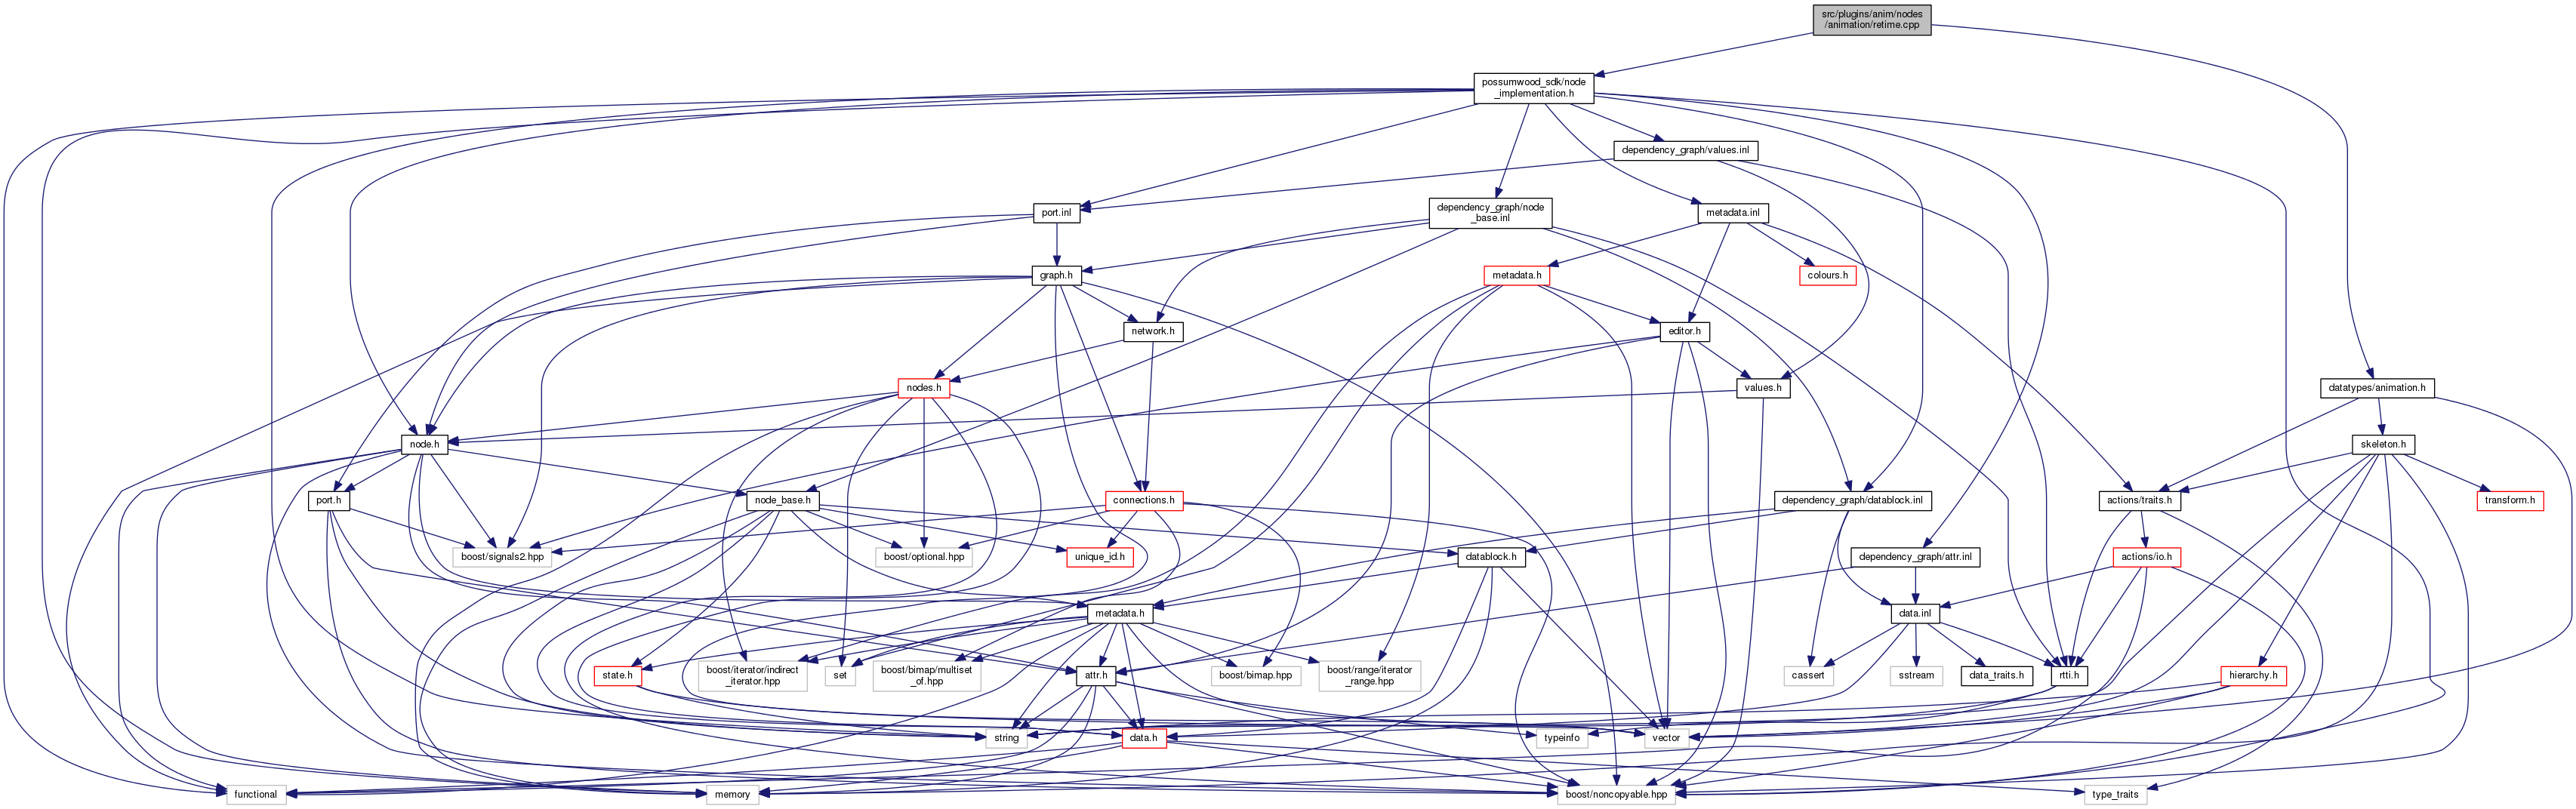 src/plugins/anim/nodes
/animation/retime.cpp
possumwood_sdk/node
_implementation.h
dependency_graph/values.inl
port.inl
dependency_graph/node
_base.inl
metadata.inl
graph.h
metadata.h
colours.h
network.h
editor.h
nodes.h
values.h
datatypes/animation.h
node.h
skeleton.h
port.h
node_base.h
connections.h
dependency_graph/datablock.inl
actions/traits.h
transform.h
boost/signals2.hpp
boost/optional.hpp
unique_id.h
datablock.h
dependency_graph/attr.inl
actions/io.h
metadata.h
data.inl
state.h
boost/iterator/indirect
_iterator.hpp
set
boost/bimap/multiset
_of.hpp
attr.h
boost/bimap.hpp
boost/range/iterator
_range.hpp
cassert
sstream
data_traits.h
rtti.h
hierarchy.h
string
data.h
typeinfo
vector
functional
memory
boost/noncopyable.hpp
type_traits